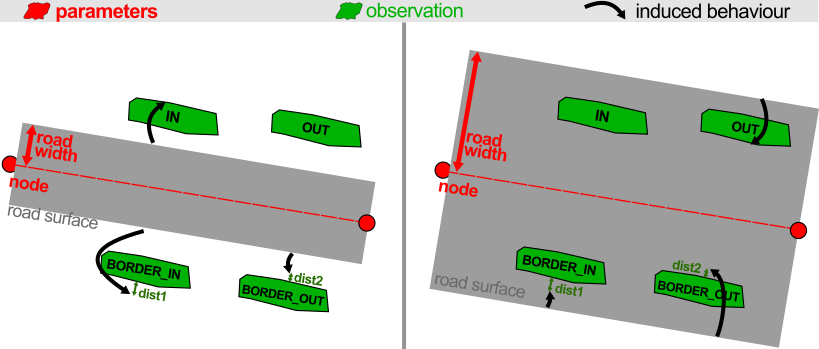 parameters
observation
induced behaviour
IN
OUT
road
width
node
road surface
BORDER_IN
dist1
dist2
BORDER_OUT
IN
OUT
road
width
node
road surface
BORDER_IN
dist1
dist2
BORDER_OUT